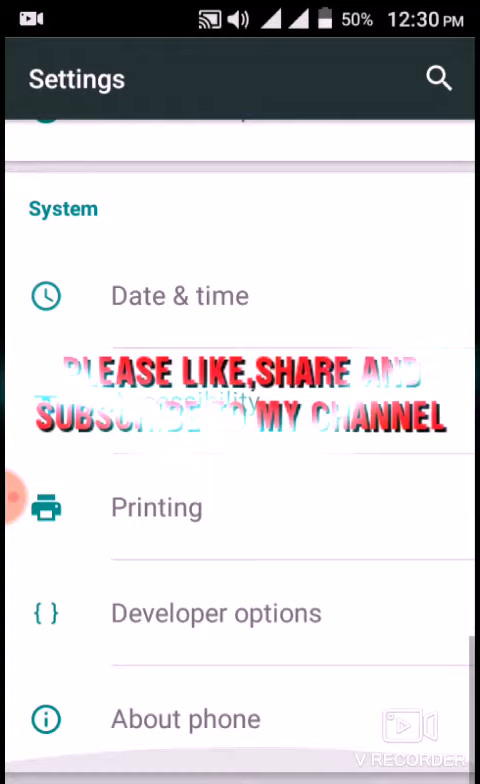 50% 12:30 PM
Settings
System
Date & time
PLEASE LIKE,SHARE AND
Accessibility
SUBSCRIBE TO MY CHANNEL
Printing
{ } Developer options
About phone
V RECORDER